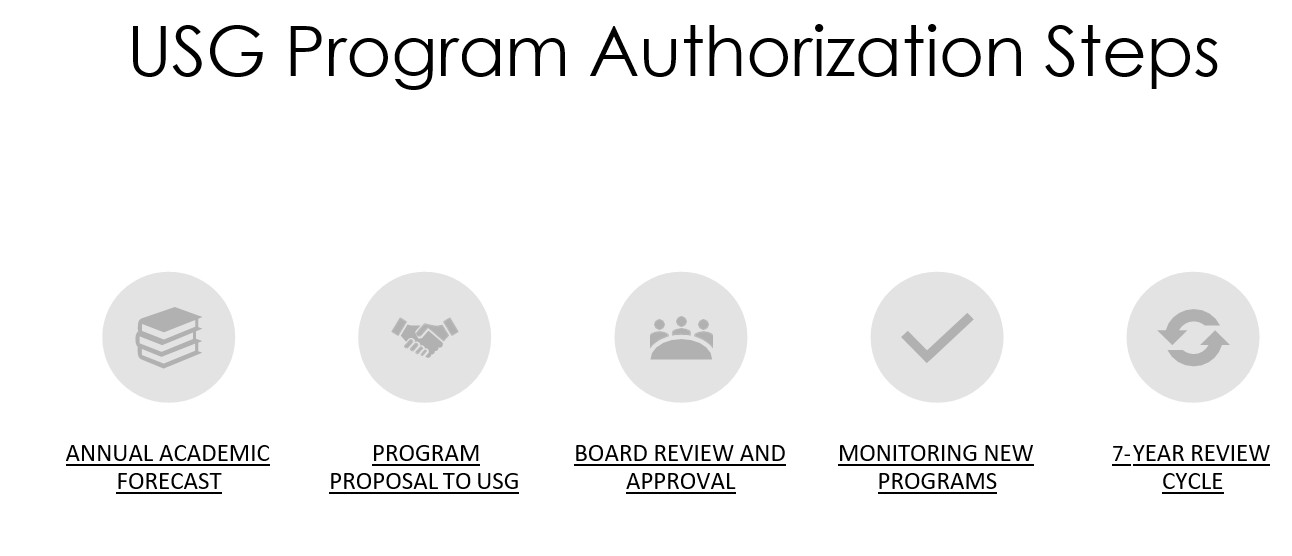 USG Program Authorization Steps
ANNUAL ACADEMIC
FORECAST
PROGRAM
PROPOSAL TO USG
BOARD REVIEW AND
APPROVAL
MONITORING NEW
PROGRAMS
7-YEAR REVIEW
CYCLE